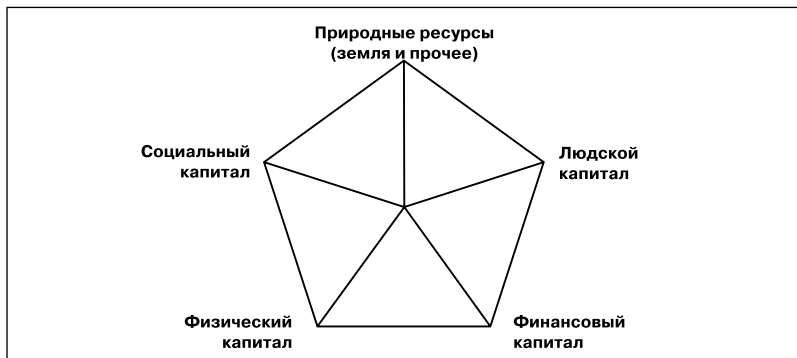 Природные ресурсы
(земля и прочее)
Социальный
капитал
Людской
капитал
Физический
капитал
Финансовый
капитал